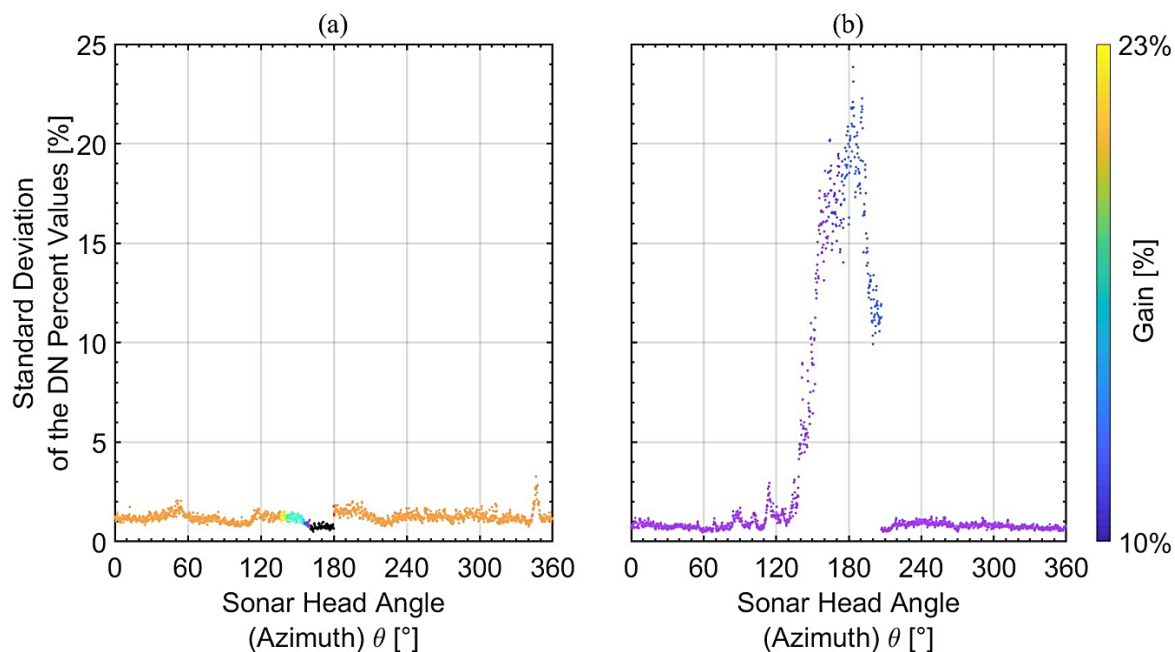 (a)
(b)
Standard Deviation
of the DN Percent Values [%]
25
20
15
10
5
0
0 60 120 180 240 300 360
Sonar Head Angle
(Azimuth) θ [°]
0 60 120 180 240 300 360
Sonar Head Angle
(Azimuth) θ [°]
23%
Gain [%]
10%